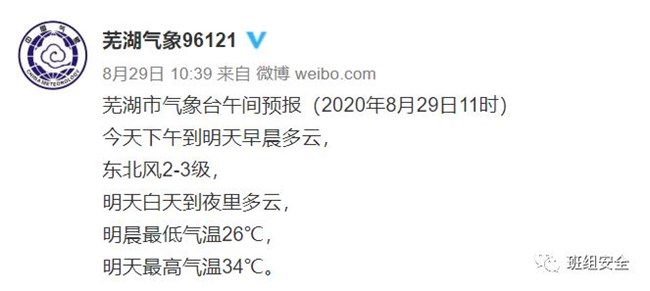 芜湖气象96121
8月29日 10:39 来自 微博 weibo.com
芜湖市气象台午间预报（2020年8月29日11时）
今天下午到明天早晨多云，
东北风2-3级，
明天白天到夜里多云，
明晨最低气温26℃，
明天最高气温34℃。
班组安全